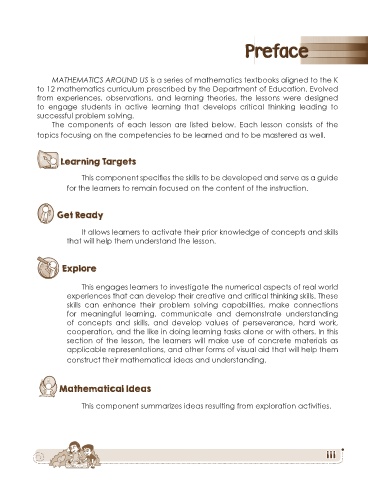 Preface
MATHEMATICS AROUND US is a series of mathematics textbooks aligned to the K
to 12 mathematics curriculum prescribed by the Department of Education. Evolved
from experiences, observations, and learning theories, the lessons were designed
to engage students in active learning that develops critical thinking leading to
successful problem solving.
The components of each lesson are listed below. Each lesson consists of the
topics focusing on the competencies to be learned and to be mastered as well.
Learning Targets
This component specifies the skills to be developed and serve as a guide
for the learners to remain focused on the content of the instruction.
Get Ready
It allows learners to activate their prior knowledge of concepts and skills
that will help them understand the lesson.
Explore
This engages learners to investigate the numerical aspects of real world
experiences that can develop their creative and critical thinking skills. These
skills can enhance their problem solving capabilities, make connections
for meaningful learning, communicate and demonstrate understanding
of concepts and skills, and develop values of perseverance, hard work,
cooperation, and the like in doing learning tasks alone or with others. In this
section of the lesson, the learners will make use of concrete materials as
applicable representations, and other forms of visual aid that will help them
construct their mathematical ideas and understanding.
Mathematical Ideas
This component summarizes ideas resulting from exploration activities.
iii